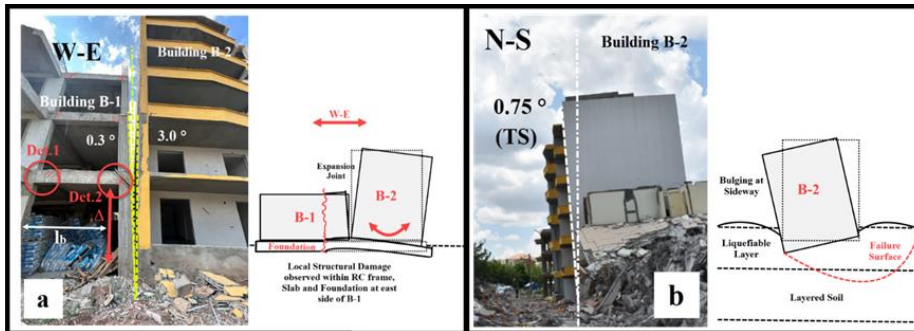 W-E
Building B-2
Building B-1
0.3 °
3.0 °
Det.1
Det.2
Δ
lb
a
W-E
Expansion
Joint
B-1
B-2
Foundation
Local Structural Damage
observed within RC frame,
Slab and Foundation at east
side of B-1
N-S
Building B-2
0.75 °
(TS)
b
Bulging at
Sideway
B-2
Liquefiable
Layer
Failure
Surface
Layered Soil